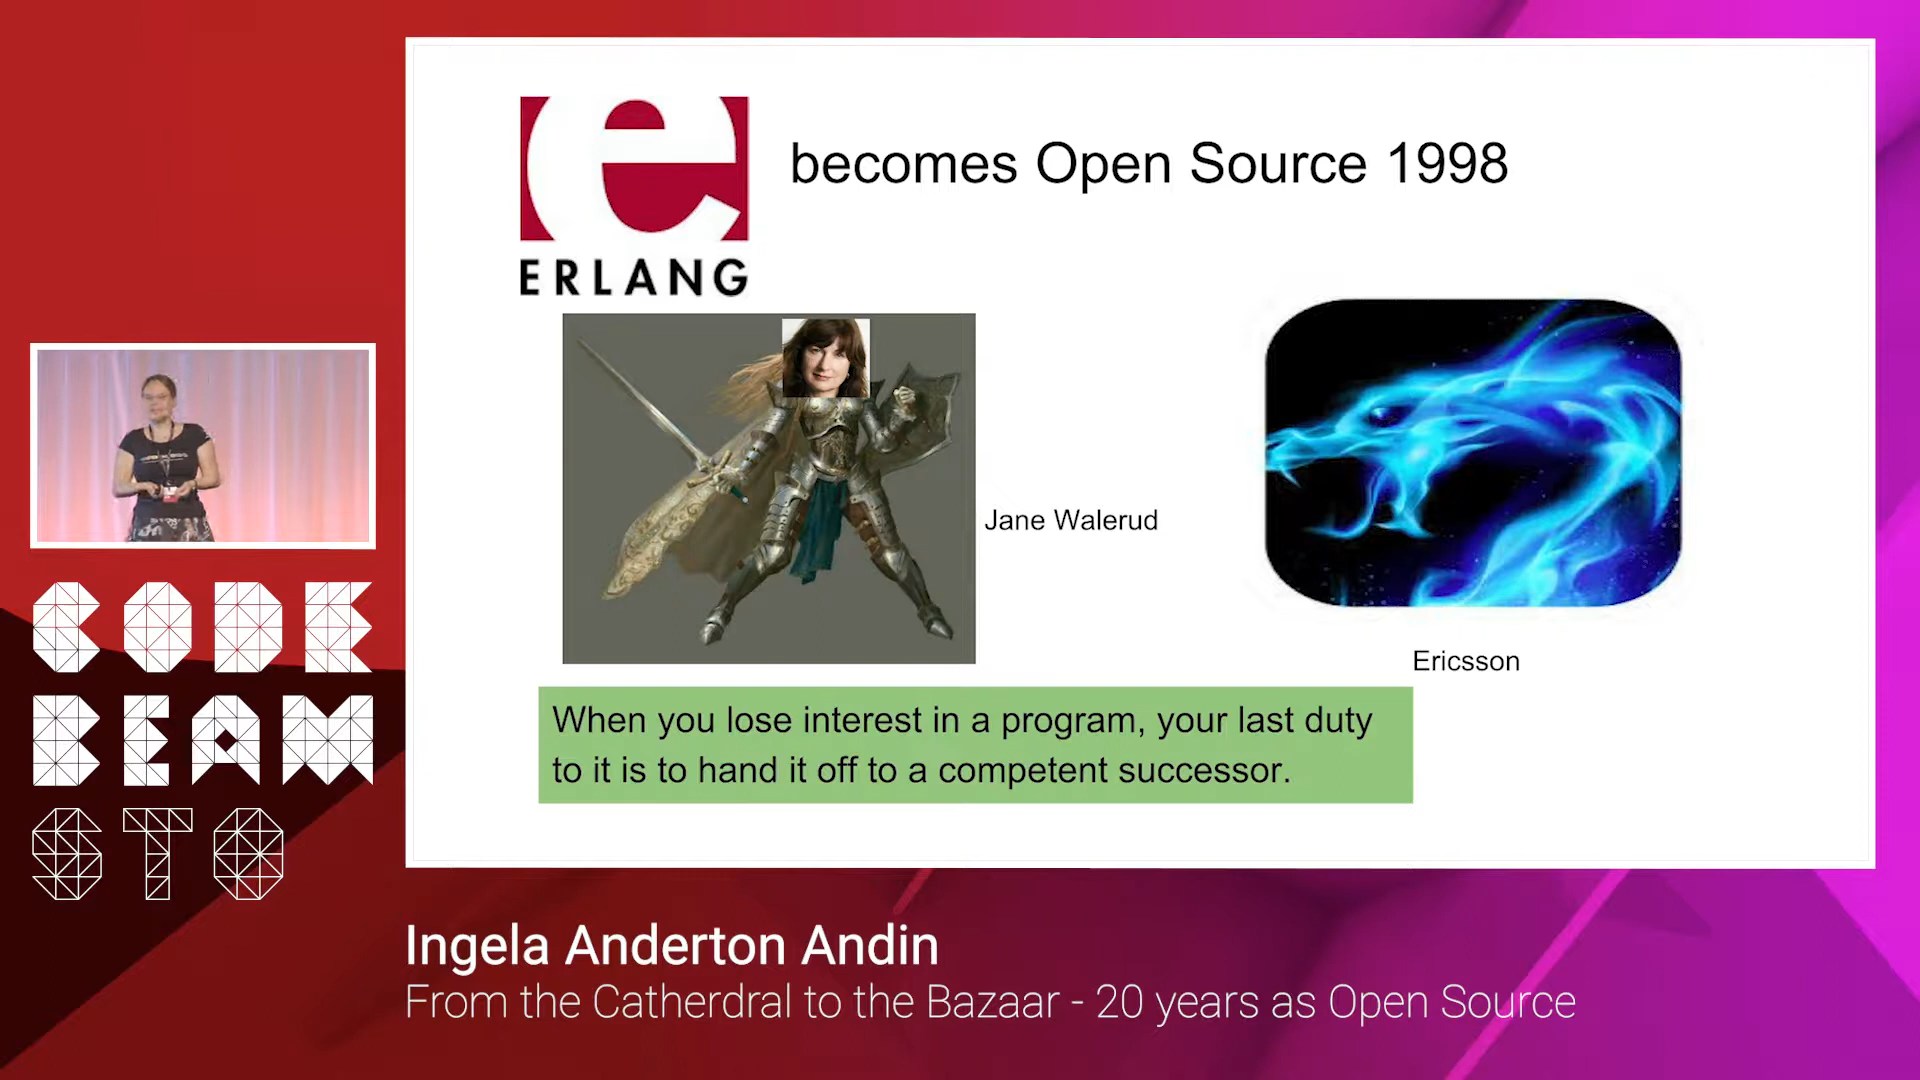 e
ERLANG
becomes Open Source 1998
Jane Walerud
Ericsson
When you lose interest in a program, your last duty
to it is to hand it off to a competent successor.
CODE
BEAM
STO
Ingela Anderton Andin
From the Catherdral to the Bazaar - 20 years as Open Source